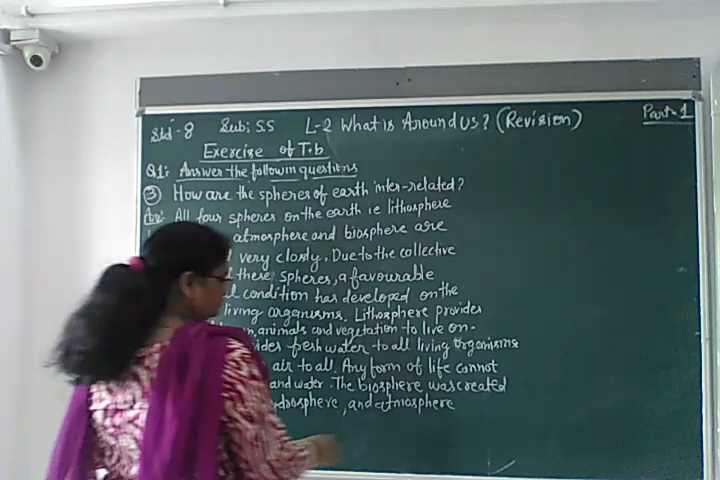 Std - 8 Sub; S.S L-2 What is Around Us? (Revision) Part-1
Exercise of T.b
Q.1: Answer the followin questions
③ How are the spheres of earth inter-related?
Ans: All four spheres on the earth ie lithosphere
atmosphere and biosphere are
very closly. Due to the collective
these spheres, a favourable
condition has developed on the
living organisms. Lithosphere provides
animals and vegetation to live on-
fresh water to all living organisms
air to all. Any form of life cannot
and water. The biosphere was created
and atmosphere